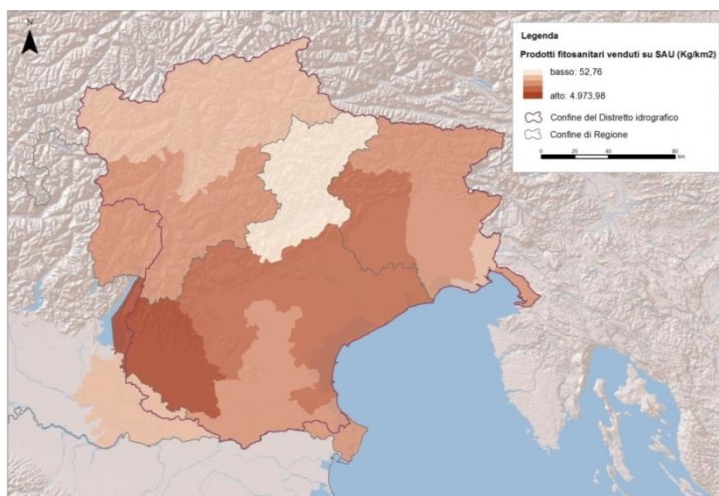 N
Legenda
Prodotti fitosanitari venduti su SAU (Kg/km2)
basso: 52,76
alto: 4.973,98
Confine del Distretto idrografico
Confine di Regione
0 20 40 60 80
km